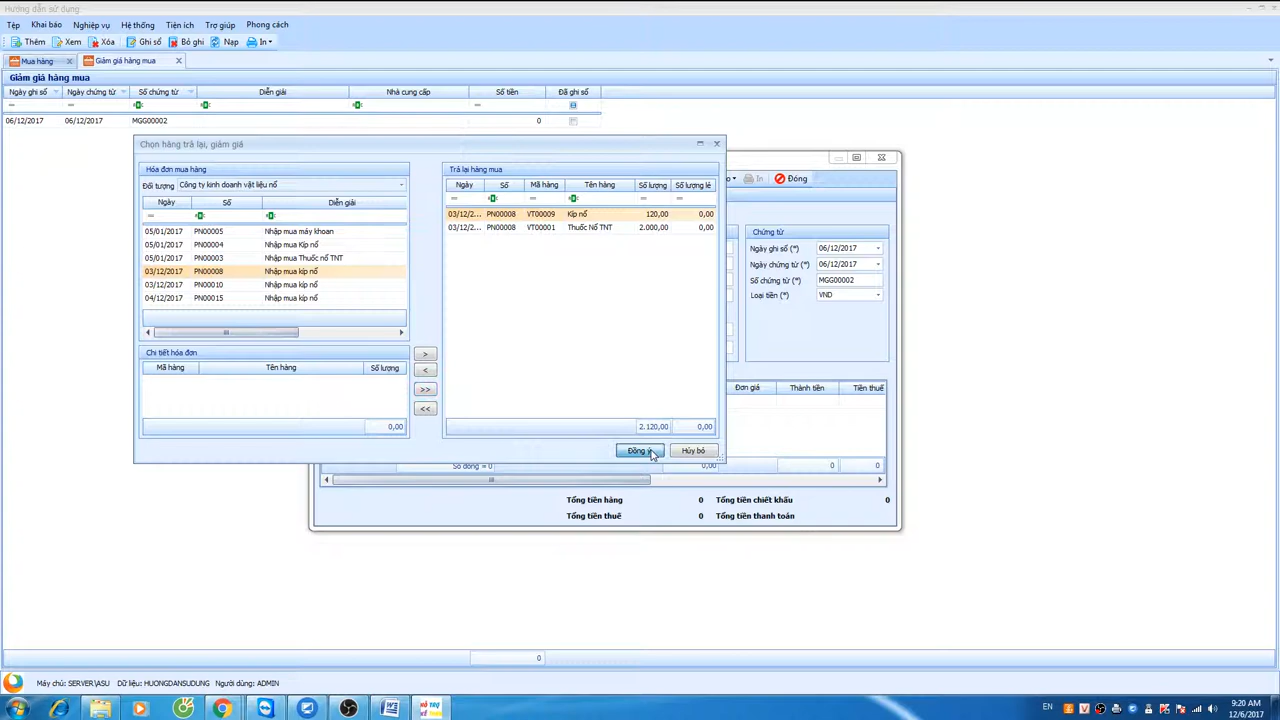 Hướng dẫn sử dụng
Tệp Khai báo Nghiệp vụ Hệ thống Tiện ích Trợ giúp Phong cách
Thêm Xem Xóa Ghi sổ Bỏ ghi Nạp In
Mua hàng Giảm giá hàng mua
Giảm giá hàng mua
Ngày ghi sổ Ngày chứng từ Số chứng từ Diễn giải Nhà cung cấp Số tiền Đã ghi sổ
06/12/2017 06/12/2017 MGG00002 0
Chọn hàng trả lại, giảm giá
Hóa đơn mua hàng
Đối tượng Công ty kinh doanh vật liệu nổ
Ngày Số Diễn giải
05/01/2017 PN00005 Nhập mua máy khoan
05/01/2017 PN00004 Nhập mua Kíp nổ
05/01/2017 PN00003 Nhập mua Thuốc nổ TNT
03/12/2017 PN00008 Nhập mua kíp nổ
03/12/2017 PN00010 Nhập mua kíp nổ
04/12/2017 PN00015 Nhập mua kíp nổ
Chi tiết hóa đơn
Mã hàng Tên hàng Số lượng
0,00
>
<
>>
<<
Trả lại hàng mua
Ngày Số Mã hàng Tên hàng Số lượng Số lượng lẻ
03/12/2... PN00008 VT00009 Kíp nổ 120,00 0,00
03/12/2... PN00008 VT00001 Thuốc Nổ TNT 2.000,00 0,00
2.120,00 0,00
Đồng ý Hủy bỏ
In Đóng
Chứng từ
Ngày ghi sổ (*) 06/12/2017
Ngày chứng từ (*) 06/12/2017
Số chứng từ (*) MGG00002
Loại tiền (*) VND
Đơn giá Thành tiền Tiền thuế
Số dòng = 0 0,00 0 0
Tổng tiền hàng 0 Tổng tiền chiết khấu 0
Tổng tiền thuế 0 Tổng tiền thanh toán
0
Máy chủ: SERVER\ASU Dữ liệu: HUONGDANSUDUNG Người dùng: ADMIN
EN 9:20 AM
12/6/2017